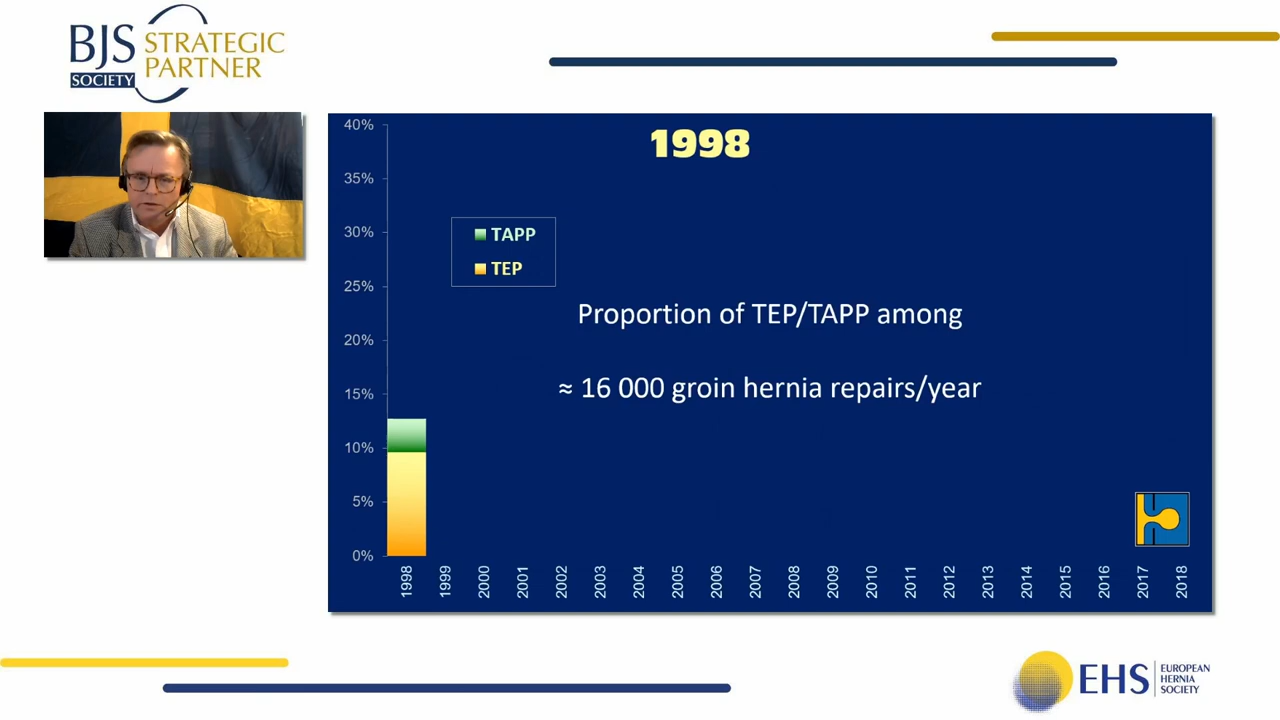 BJS STRATEGIC
SOCIETY PARTNER
40%
1998
35%
30%
TAPP
TEP
25%
Proportion of TEP/TAPP among
20%
≈ 16 000 groin hernia repairs/year
15%
10%
5%
0%
1998 1999 2000 2001 2002 2003 2004 2005 2006 2007 2008 2009 2010 2011 2012 2013 2014 2015 2016 2017 2018
EHS
EUROPEAN
HERNIA
SOCIETY